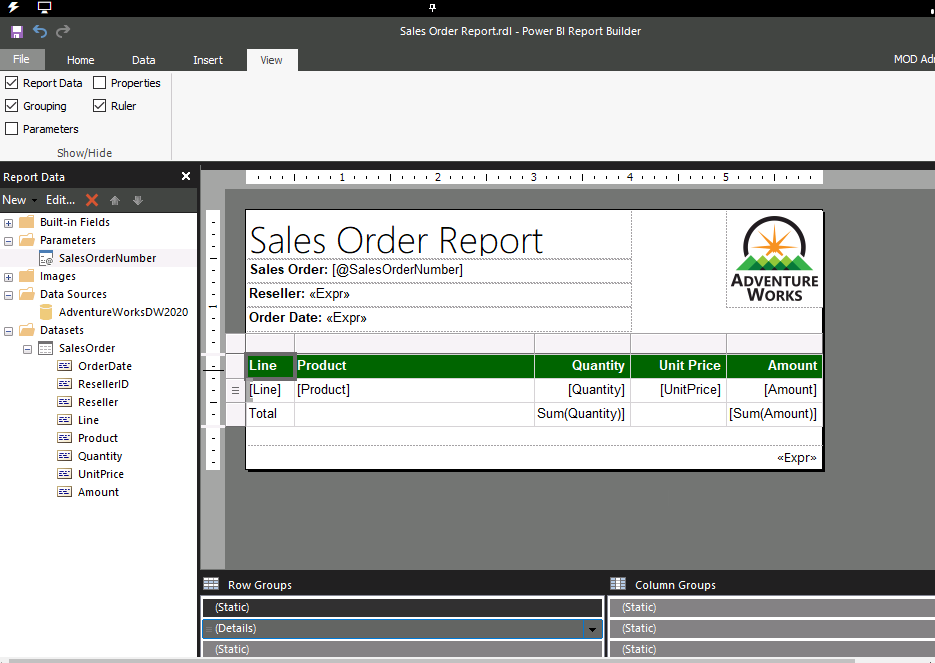 Sales Order Report.rdl - Power BI Report Builder
File Home Data Insert View MOD Adr
Report Data Properties
Grouping Ruler
Parameters
Show/Hide
Report Data
New Edit...
Built-in Fields
Parameters
SalesOrderNumber
Images
Data Sources
AdventureWorksDW2020
Datasets
SalesOrder
OrderDate
ResellerID
Reseller
Line
Product
Quantity
UnitPrice
Amount
1 2 3 4 5
1
Sales Order Report
Sales Order: [@SalesOrderNumber]
Reseller: «Expr»
Order Date: «Expr»
ADVENTURE
WORKS
Line Product Quantity Unit Price Amount
[Line] [Product] [Quantity] [UnitPrice] [Amount]
Total Sum(Quantity)] [Sum(Amount)]
«Expr»
Row Groups
(Static)
(Details)
(Static)
Column Groups
(Static)
(Static)
(Static)